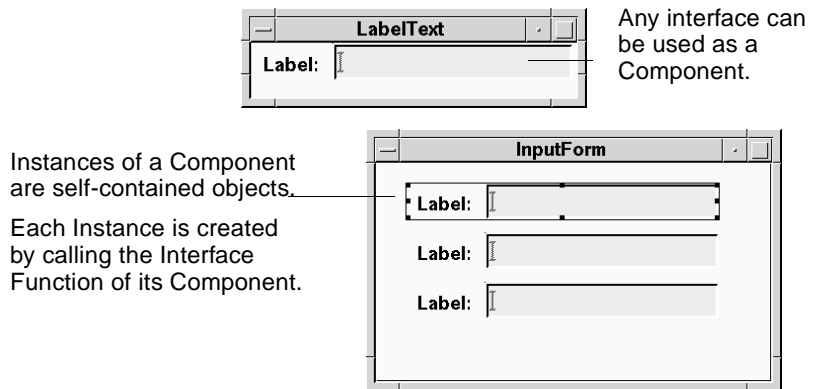 LabelText
Label:
Any interface can
be used as a
Component.
Instances of a Component
are self-contained objects.
Each Instance is created
by calling the Interface
Function of its Component.
InputForm
Label:
Label:
Label: